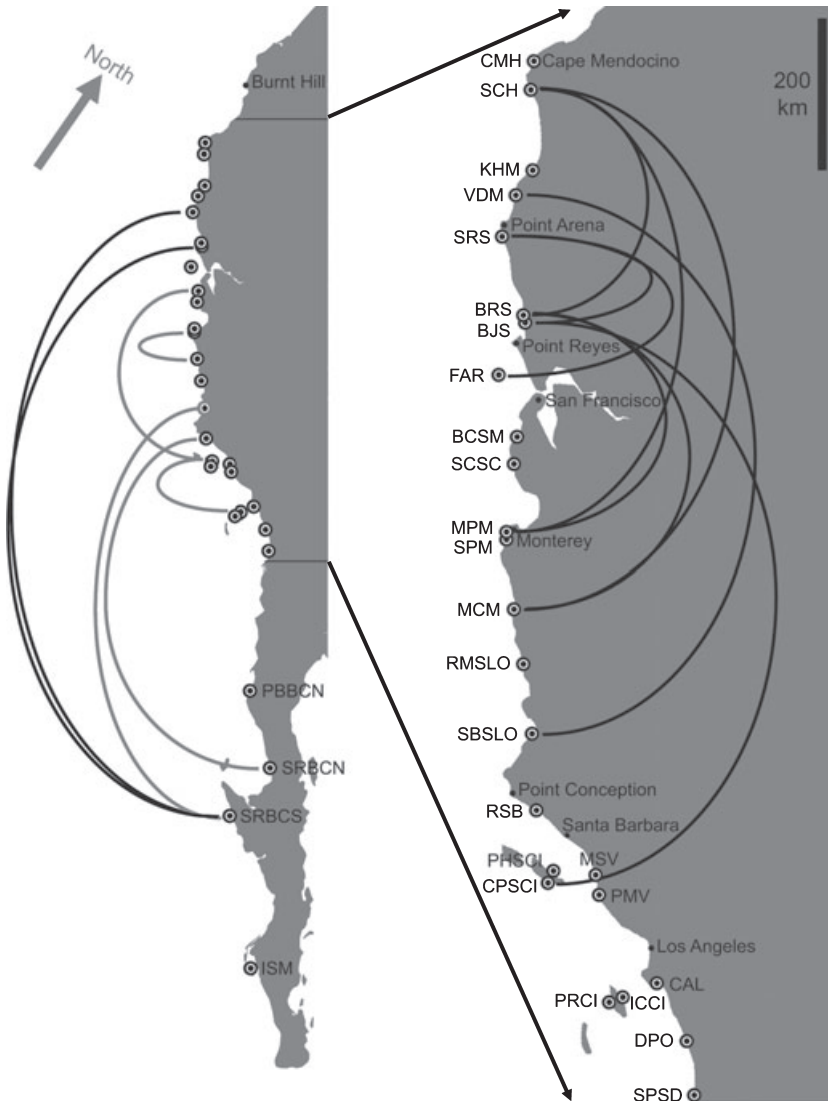 North
Burnt Hill
PBBCN
SRBCN
SRBCS
ISM
CMH
Cape Mendocino
SCH
200
km
KHM
VDM
Point Arena
SRS
BRS
BJS
Point Reyes
FAR
San Francisco
BCSM
SCSC
MPM
SPM
Monterey
MCM
RMSLO
SBSLO
Point Conception
RSB
Santa Barbara
PHSCI
MSV
CPSCI
PMV
Los Angeles
CAL
PRCI
ICCI
DPO
SPSD